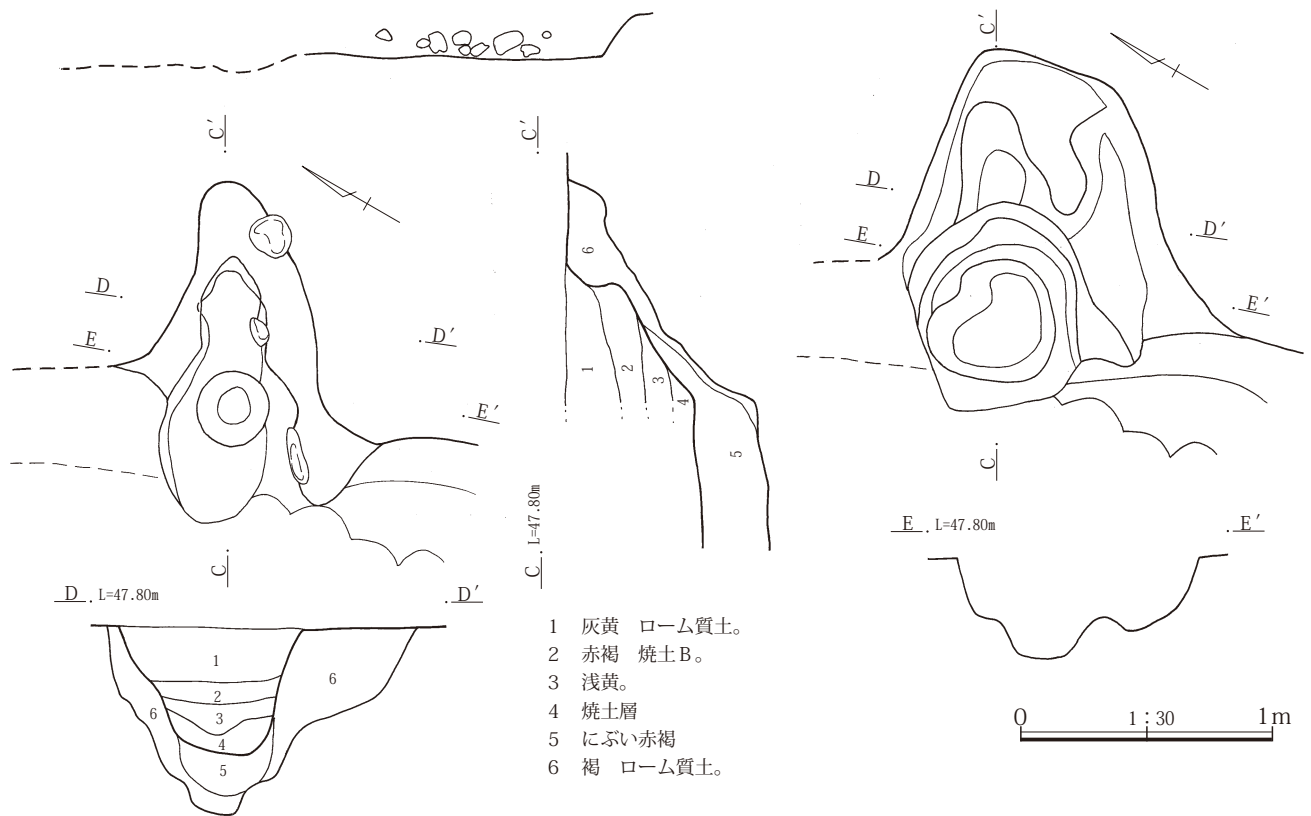 C′
C′
C′
D
E
D′
E′
D
E
D′
E′
6
1
2
3
4
5
C
C L=47.80m
C
D L=47.80m D′
1
2
3
4
5
6
6
E L=47.80m E′
1 灰黄 ローム質土。
2 赤褐 焼土B。
3 浅黄。
4 焼土層
5 にぶい赤褐
6 褐 ローム質土。
0 1:30 1m